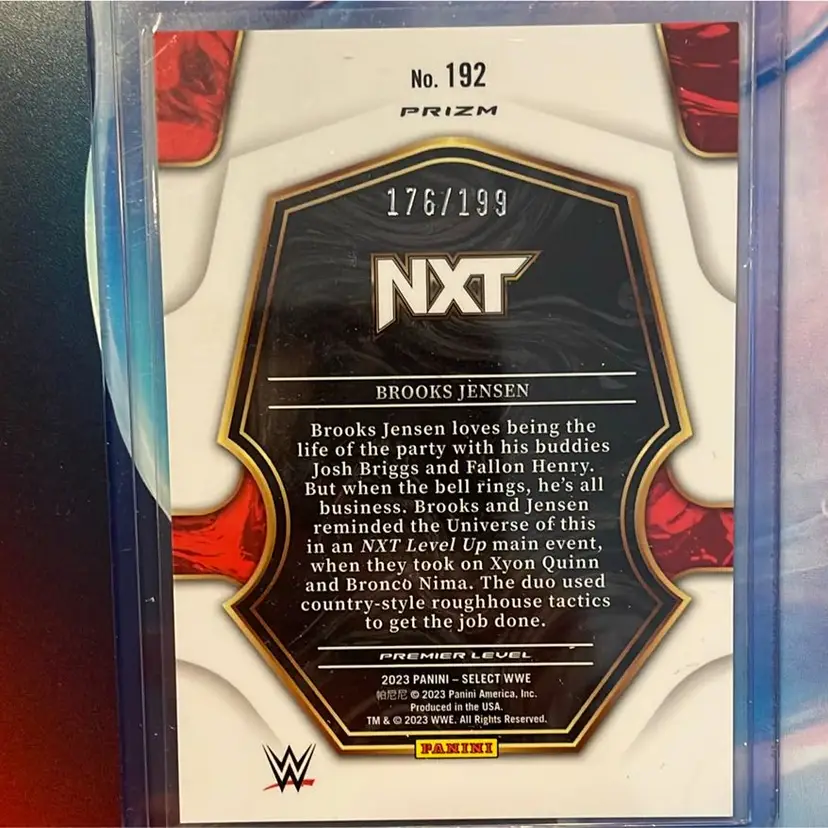 No. 192
PRIZM
176/199
NXT
BROOKS JENSEN
Brooks Jensen loves being the
life of the party with his buddies
Josh Briggs and Fallon Henry.
But when the bell rings, he's all
business. Brooks and Jensen
reminded the Universe of this
in an NXT Level Up main event,
when they took on Xyon Quinn
and Bronco Nima. The duo used
country-style roughhouse tactics
to get the job done.
PREMIER LEVEL
2023 PANINI – SELECT WWE
帕尼尼 © 2023 Panini America, Inc.
Produced in the USA.
TM & © 2023 WWE. All Rights Reserved.
PANINI
W